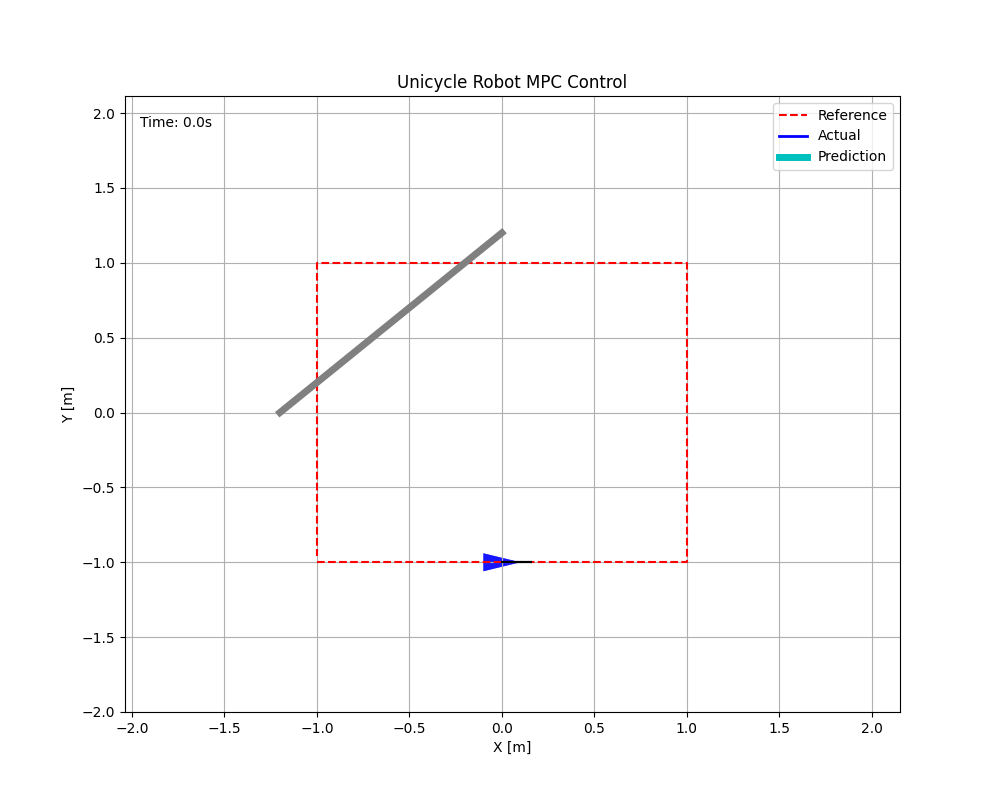 Unicycle Robot MPC Control
Time: 0.0s
Reference
Actual
Prediction
2.0
1.5
1.0
0.5
0.0
−0.5
−1.0
−1.5
−2.0
Y [m]
−2.0 −1.5 −1.0 −0.5 0.0 0.5 1.0 1.5 2.0
X [m]